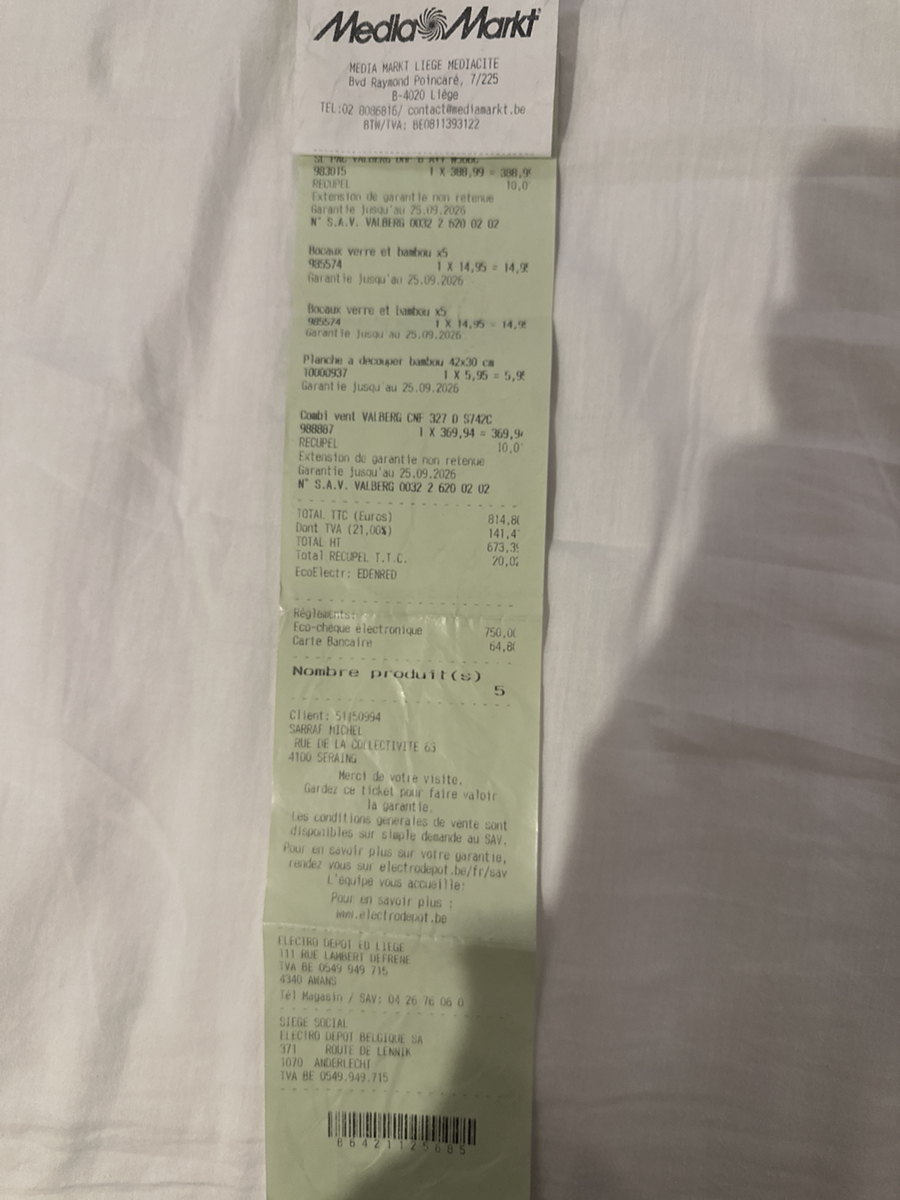 Media Markt
MEDIA MARKT LIEGE MEDIACITE
Bvd Raymond Poincaré, 7/225
B-4020 Liège
TEL:02 8086816/ contact@mediamarkt.be
BTW/TVA: BE0811393122
983015 1 X 388,99 = 388,9
RECUPEL 10,0
Extension de garantie non retenue
Garantie jusqu'au 25.09.2026
N° S.A.V. VALBERG 0032 2 620 02 02
Bocaux verre et bambou x5
985574 1 X 14,95 = 14,9
Garantie jusqu'au 25.09.2026
Bocaux verre et bambou x5
985574 1 X 14,95 = 14,9
Garantie jusqu'au 25.09.2026
Planche a decouper bambou 42x30 cm
10000937 1 X 5,95 = 5,9
Garantie jusqu'au 25.09.2026
Combi vent VALBERG CNF 327 D S742C
988887 1 X 369,94 = 369,9
RECUPEL 10,0
Extension de garantie non retenue
Garantie jusqu'au 25.09.2026
N° S.A.V. VALBERG 0032 2 620 02 02
TOTAL TTC (Euros) 814,8
Dont TVA (21,00%) 141,4
TOTAL HT 673,3
Total RECUPEL T.T.C. 20,0
EcoElectr: EDENRED
Règlements:
Eco-chèque électronique 750,0
Carte Bancaire 64,8
Nombre produit(s)
5
Client: 51150994
SARRAF MICHEL
RUE DE LA COLLECTIVITE 63
4100 SERAING
Merci de votre visite.
Gardez ce ticket pour faire valoir
la garantie.
Les conditions generales de vente sont
disponibles sur simple demande au SAV.
Pour en savoir plus sur votre garantie,
rendez vous sur electrodepot.be/fr/sav
L'équipe vous accueille:
Pour en savoir plus :
www.electrodepot.be
ELECTRO DEPOT ED LIEGE
111 RUE LAMBERT DEFRENE
TVA BE 0549 949 715
4340 AWANS
Tél Magasin / SAV: 04 26 76 06 0
SIEGE SOCIAL
ELECTRO DEPOT BELGIQUE SA
371 ROUTE DE LENNIK
1070 ANDERLECHT
TVA BE 0549.949.715
86421125685